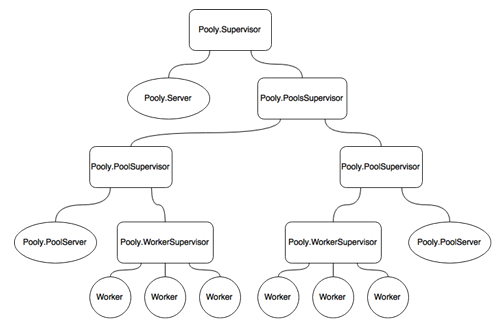 Pooly.Supervisor
Pooly.Server
Pooly.PoolsSupervisor
Pooly.PoolSupervisor
Pooly.PoolSupervisor
Pooly.PoolServer
Pooly.WorkerSupervisor
Pooly.WorkerSupervisor
Pooly.PoolServer
Worker
Worker
Worker
Worker
Worker
Worker